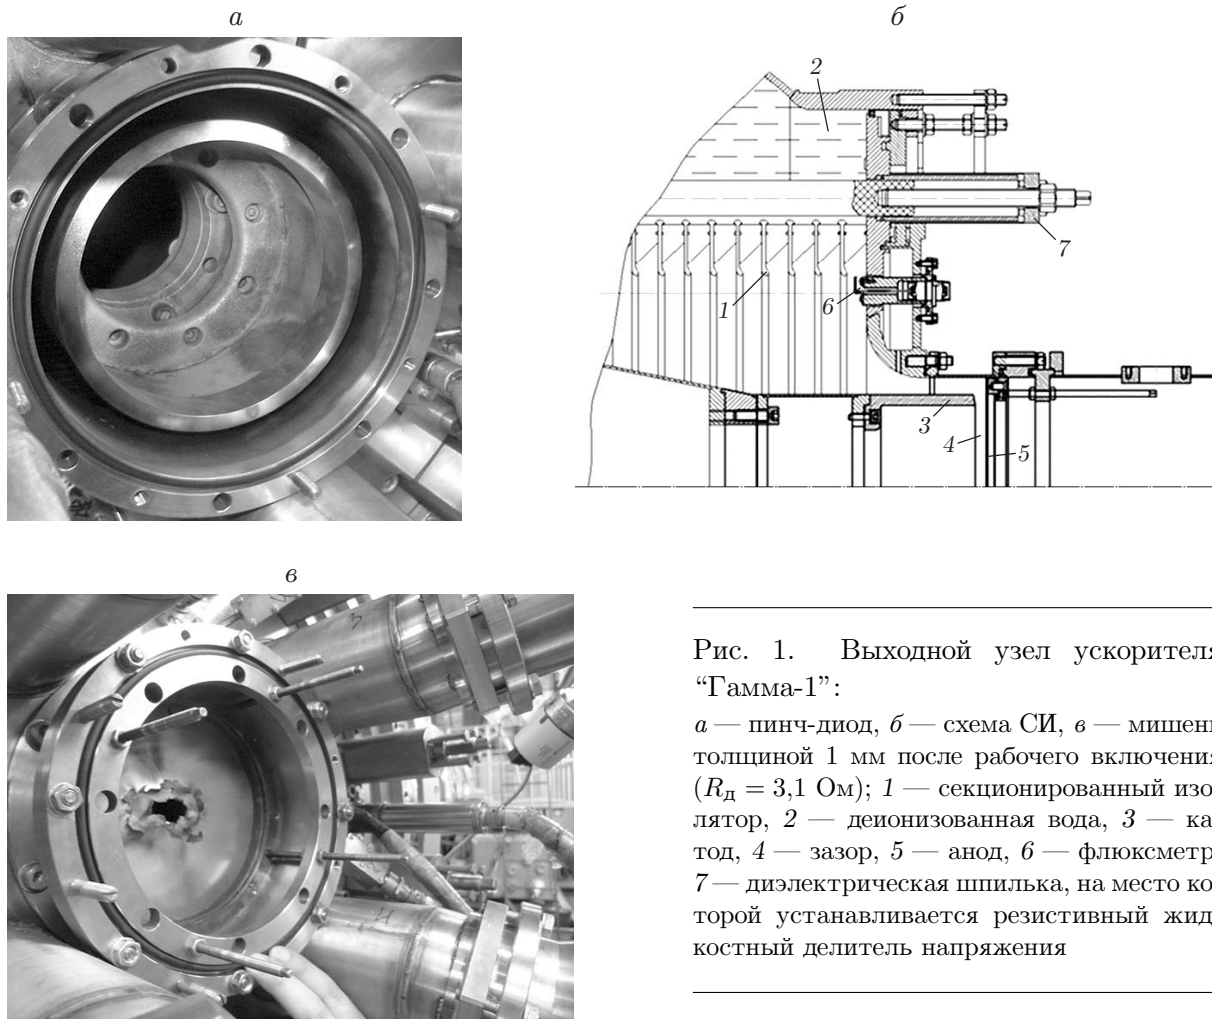 а
б
2
7
1
6
3
4
5
в
3
4
Рис. 1. Выходной узел ускорителя
“Гамма-1”:
а — пинч-диод, б — схема СИ, в — мишень
толщиной 1 мм после рабочего включения
(Rд = 3,1 Ом); 1 — секционированный изо-
лятор, 2 — деионизованная вода, 3 — ка-
тод, 4 — зазор, 5 — анод, 6 — флюксметр,
7 — диэлектрическая шпилька, на место ко-
торой устанавливается резистивный жид-
костный делитель напряжения